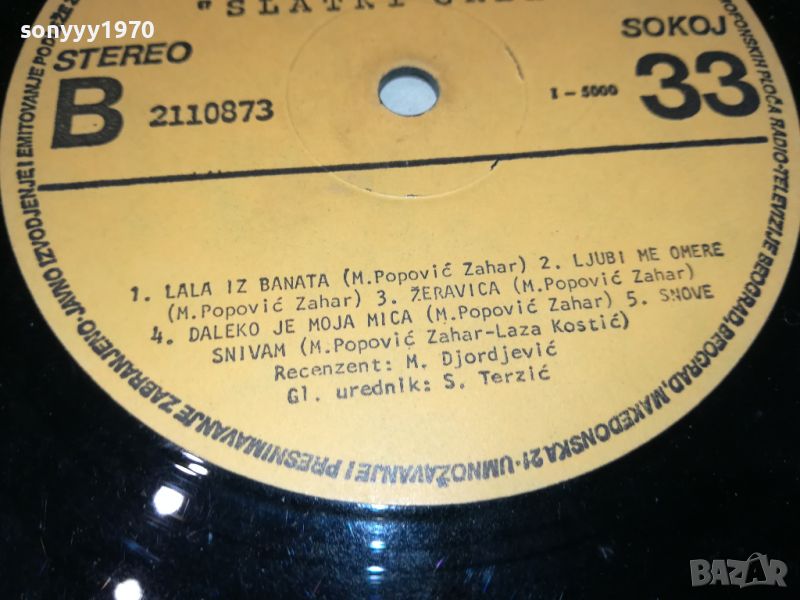 sonyyy1970
"SLATKI
STEREO
SOKOJ
B
2110873
I - 5000
33
1. LALA IZ BANATA (M.Popović Zahar) 2. LJUBI ME OMERE
(M.Popović Zahar) 3. ŽERAVICA (M.Popović Zahar)
4. DALEKO JE MOJA MICA (M.Popović Zahar) 5. SNOVE
SNIVAM (M.Popović Zahar-Laza Kostić)
Recenzent: M. Djordjević
Gl. urednik: S. Terzić
PLOČA RADIO-TELEVIZIJE BEOGRAD, BEOGRAD, MAKEDONSKA 21 · UMNOŽAVANJE I PRESNIMAVANJE ZABRANJENO · JAVNO IZVODJENJE I EMITOVANJE
BAZAR